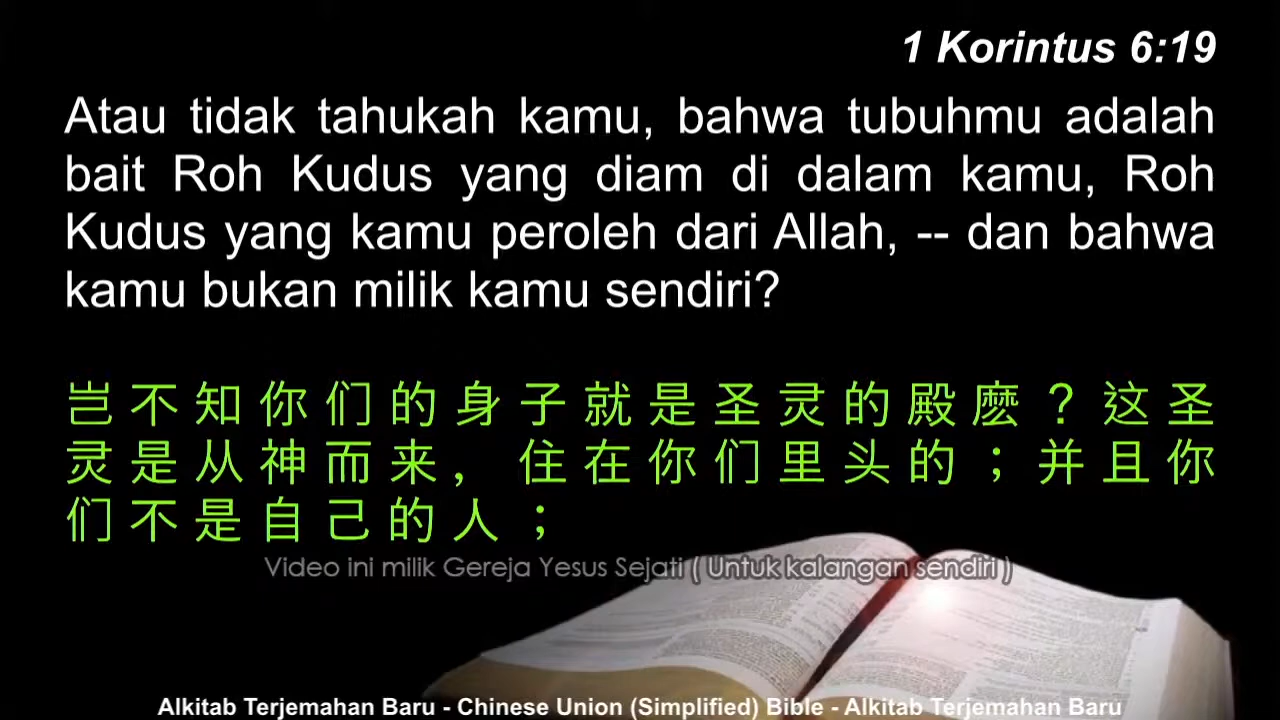 1 Korintus 6:19
Atau tidak tahukah kamu, bahwa tubuhmu adalah
bait Roh Kudus yang diam di dalam kamu, Roh
Kudus yang kamu peroleh dari Allah, -- dan bahwa
kamu bukan milik kamu sendiri?
岂不知你们的身子就是圣灵的殿麽？这圣
灵是从神而来，住在你们里头的；并且你
们不是自己的人；
Video ini milik Gereja Yesus Sejati ( Untuk kalangan sendiri )
Alkitab Terjemahan Baru - Chinese Union (Simplified) Bible - Alkitab Terjemahan Baru